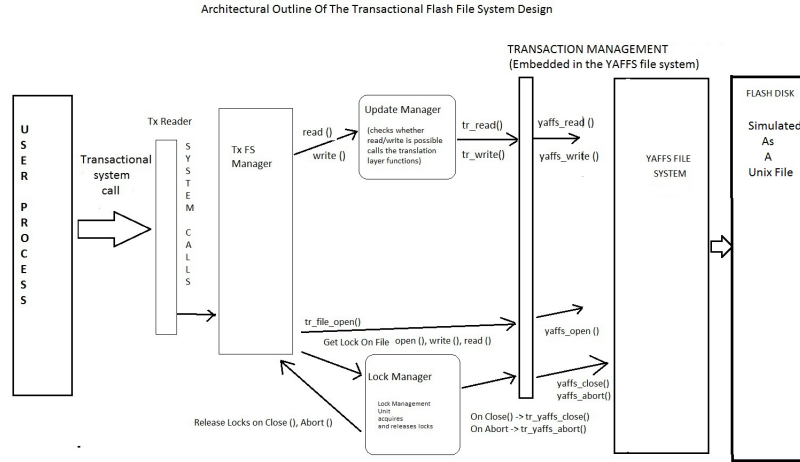 Architectural Outline Of The Transactional Flash File System Design
TRANSACTION MANAGEMENT
(Embedded in the YAFFS file system)
USER PROCESS
Transactional
system
call
Tx Reader
SYSTEM CALLS
Tx FS
Manager
read ()
write ()
Update Manager
(checks whether
read/write is possible
calls the translation
layer functions)
tr_read()
tr_write()
yaffs_read ()
yaffs_write ()
YAFFS FILE
SYSTEM
FLASH DISK
Simulated
As
A
Unix File
tr_file_open()
Get Lock On File open (), write (), read ()
yaffs_open ()
Lock Manager
Lock Management
Unit
acquires
and releases locks
Release Locks on Close (), Abort ()
yaffs_close()
yaffs_abort()
On Close() -> tr_yaffs_close()
On Abort -> tr_yaffs_abort()